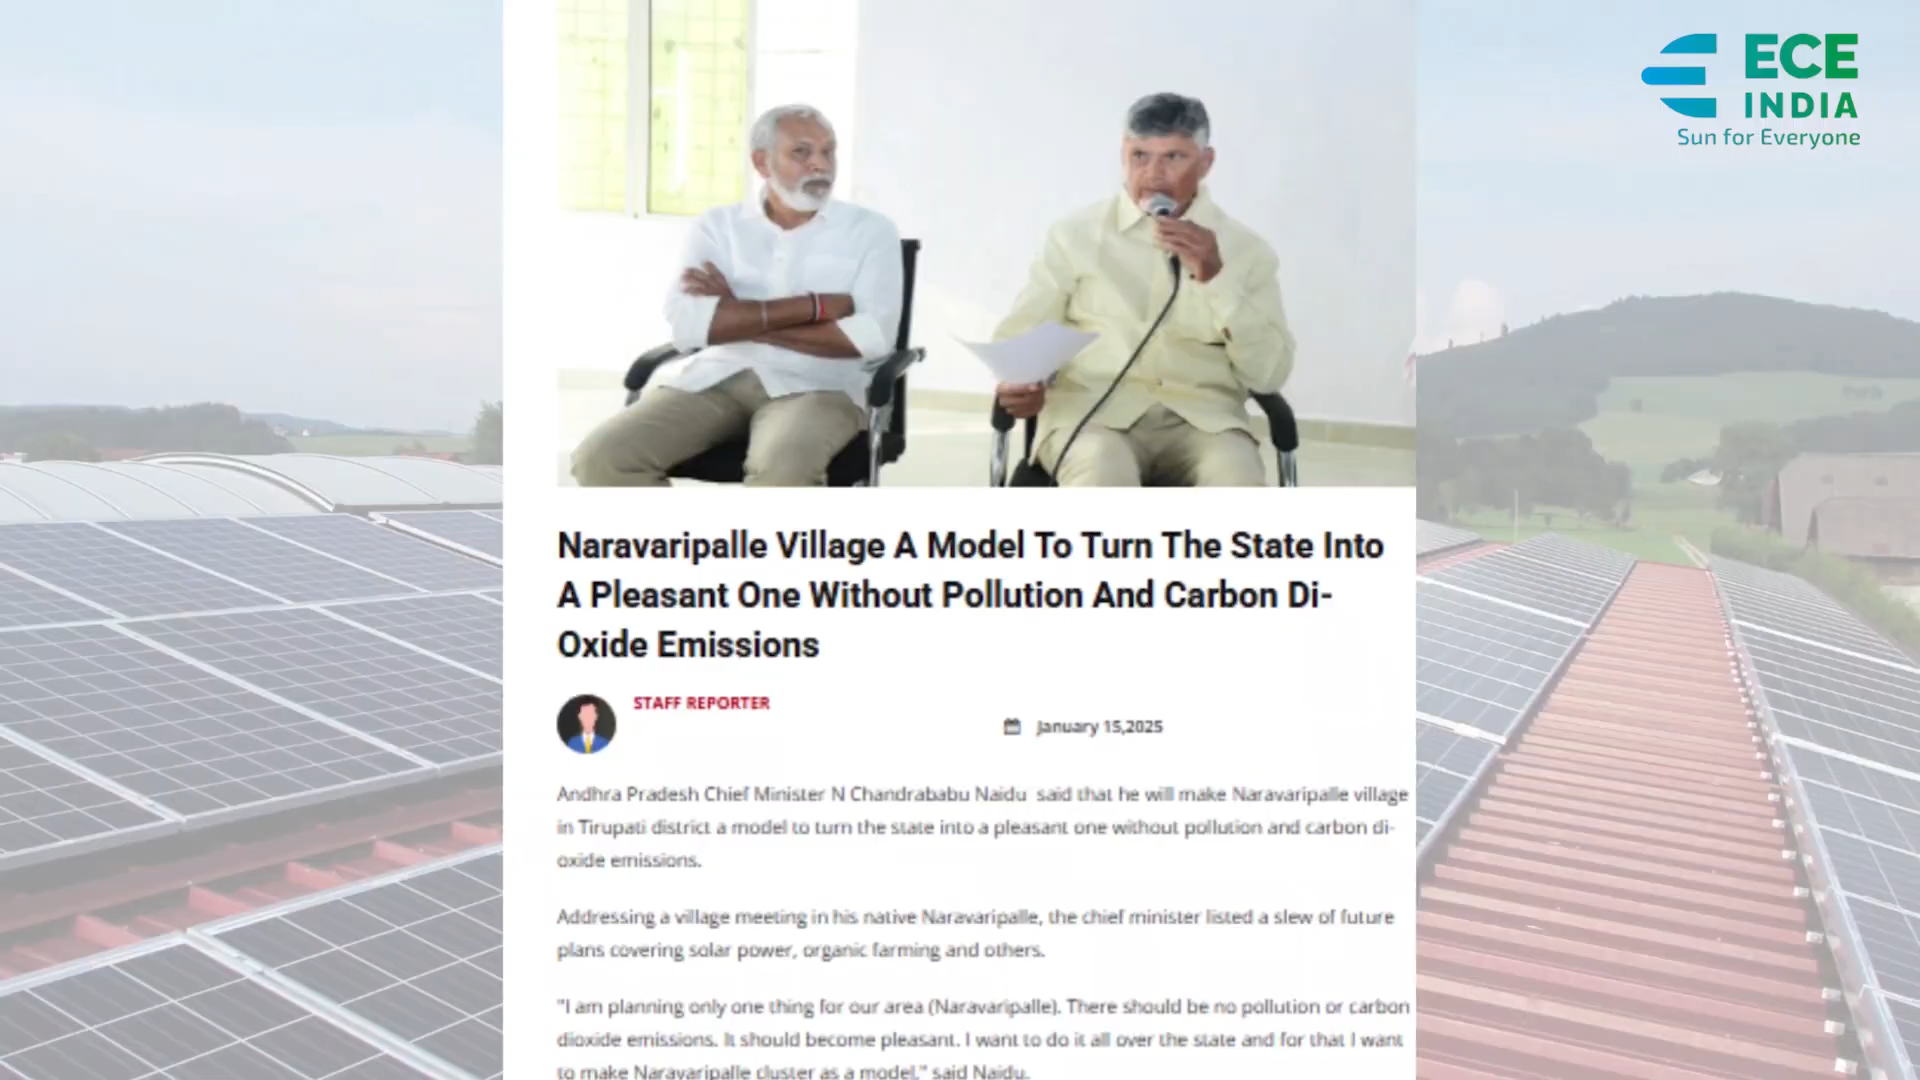 ECE
INDIA
Sun for Everyone
Naravaripalle Village A Model To Turn The State Into
A Pleasant One Without Pollution And Carbon Di-
Oxide Emissions
STAFF REPORTER
January 15,2025
Andhra Pradesh Chief Minister N Chandrababu Naidu said that he will make Naravaripalle village
in Tirupati district a model to turn the state into a pleasant one without pollution and carbon di-
oxide emissions.
Addressing a village meeting in his native Naravaripalle, the chief minister listed a slew of future
plans covering solar power, organic farming and others.
"I am planning only one thing for our area (Naravaripalle). There should be no pollution or carbon
dioxide emissions. It should become pleasant. I want to do it all over the state and for that I want
to make Naravaripalle cluster as a model," said Naidu.